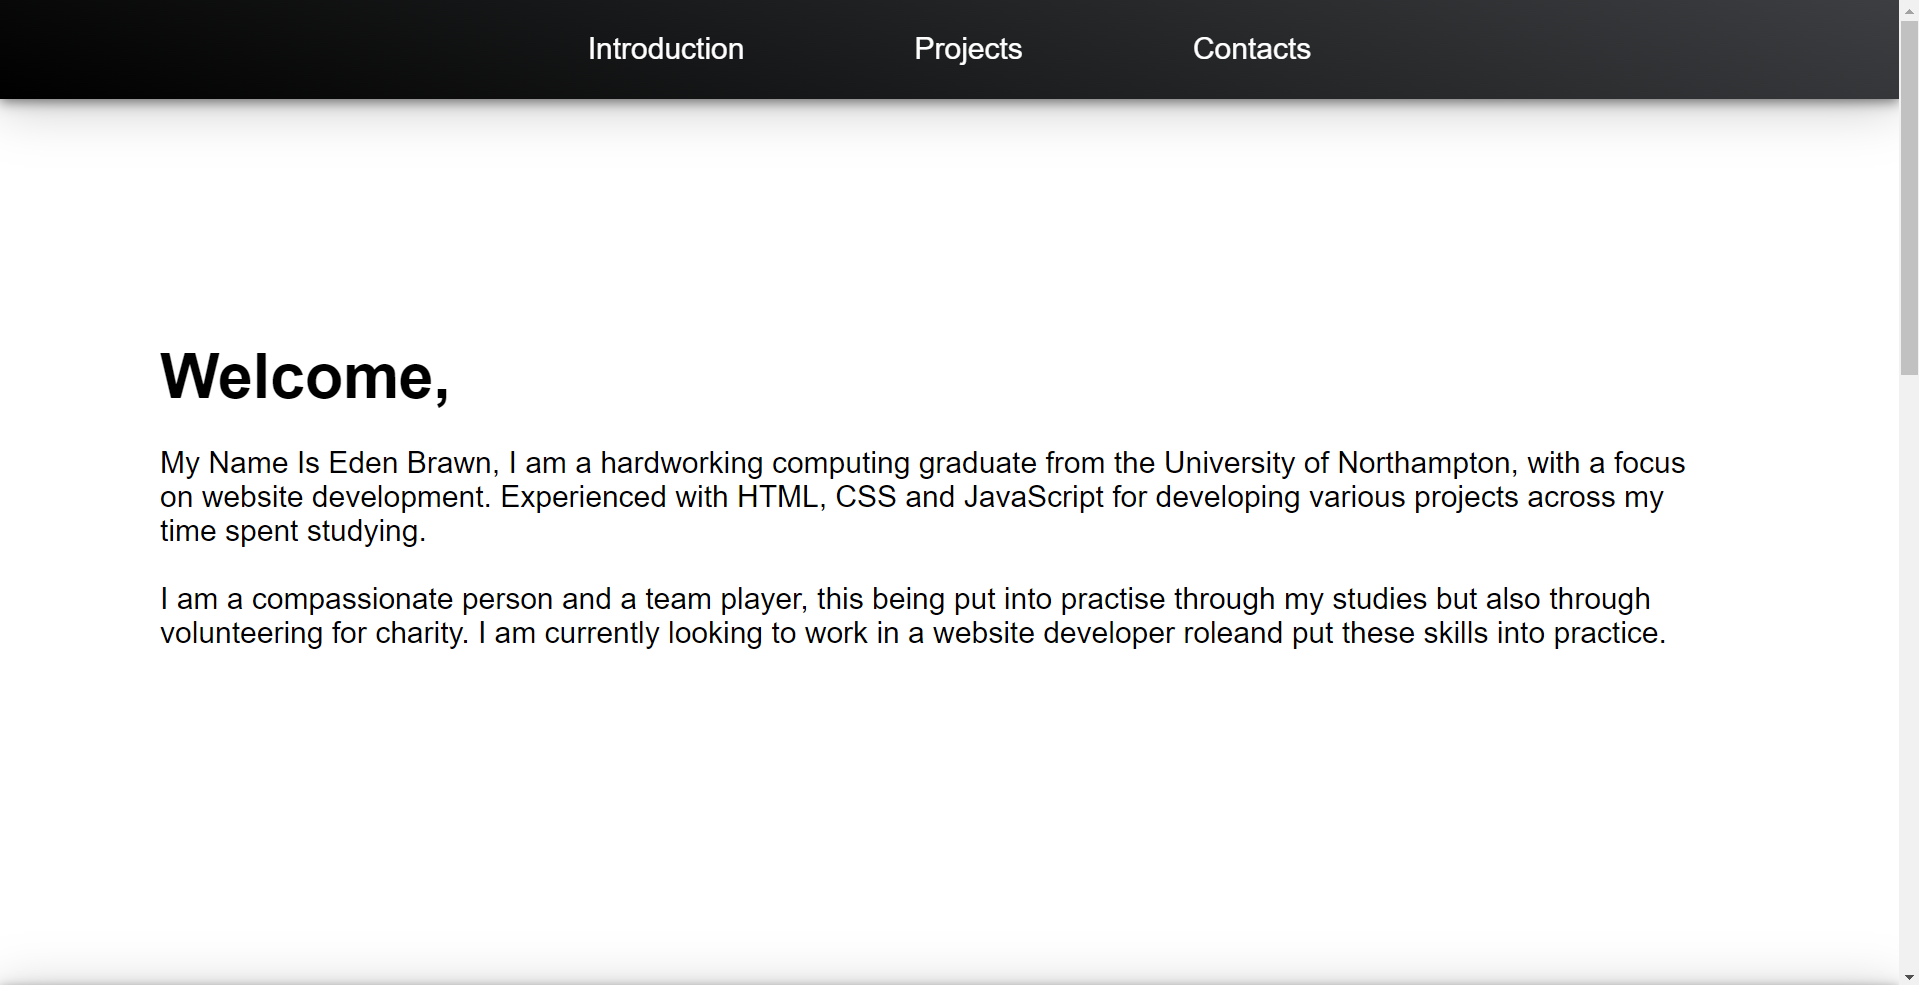 Introduction
Projects
Contacts
Welcome,
My Name Is Eden Brawn, I am a hardworking computing graduate from the University of Northampton, with a focus
on website development. Experienced with HTML, CSS and JavaScript for developing various projects across my
time spent studying.
I am a compassionate person and a team player, this being put into practise through my studies but also through
volunteering for charity. I am currently looking to work in a website developer roleand put these skills into practice.